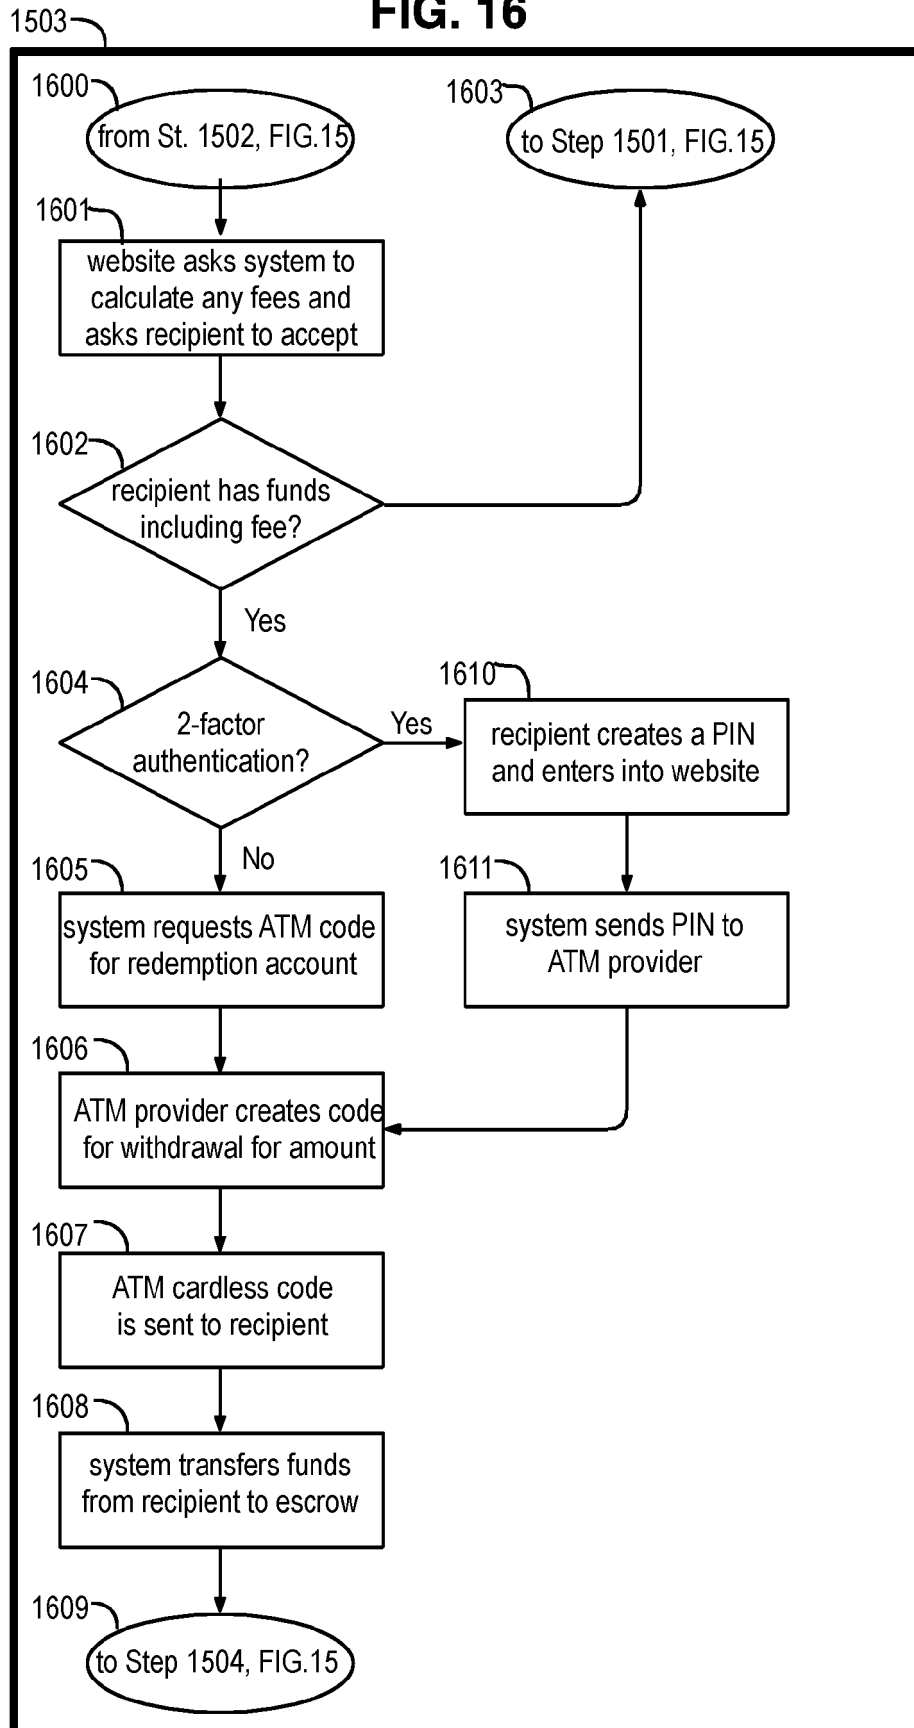 FIG. 16
1503
1600
from St. 1502, FIG.15
1603
to Step 1501, FIG.15
1601
website asks system to
calculate any fees and
asks recipient to accept
1602
recipient has funds
including fee?
Yes
1604
2-factor
authentication?
Yes
1610
recipient creates a PIN
and enters into website
No
1605
system requests ATM code
for redemption account
1611
system sends PIN to
ATM provider
1606
ATM provider creates code
for withdrawal for amount
1607
ATM cardless code
is sent to recipient
1608
system transfers funds
from recipient to escrow
1609
to Step 1504, FIG.15